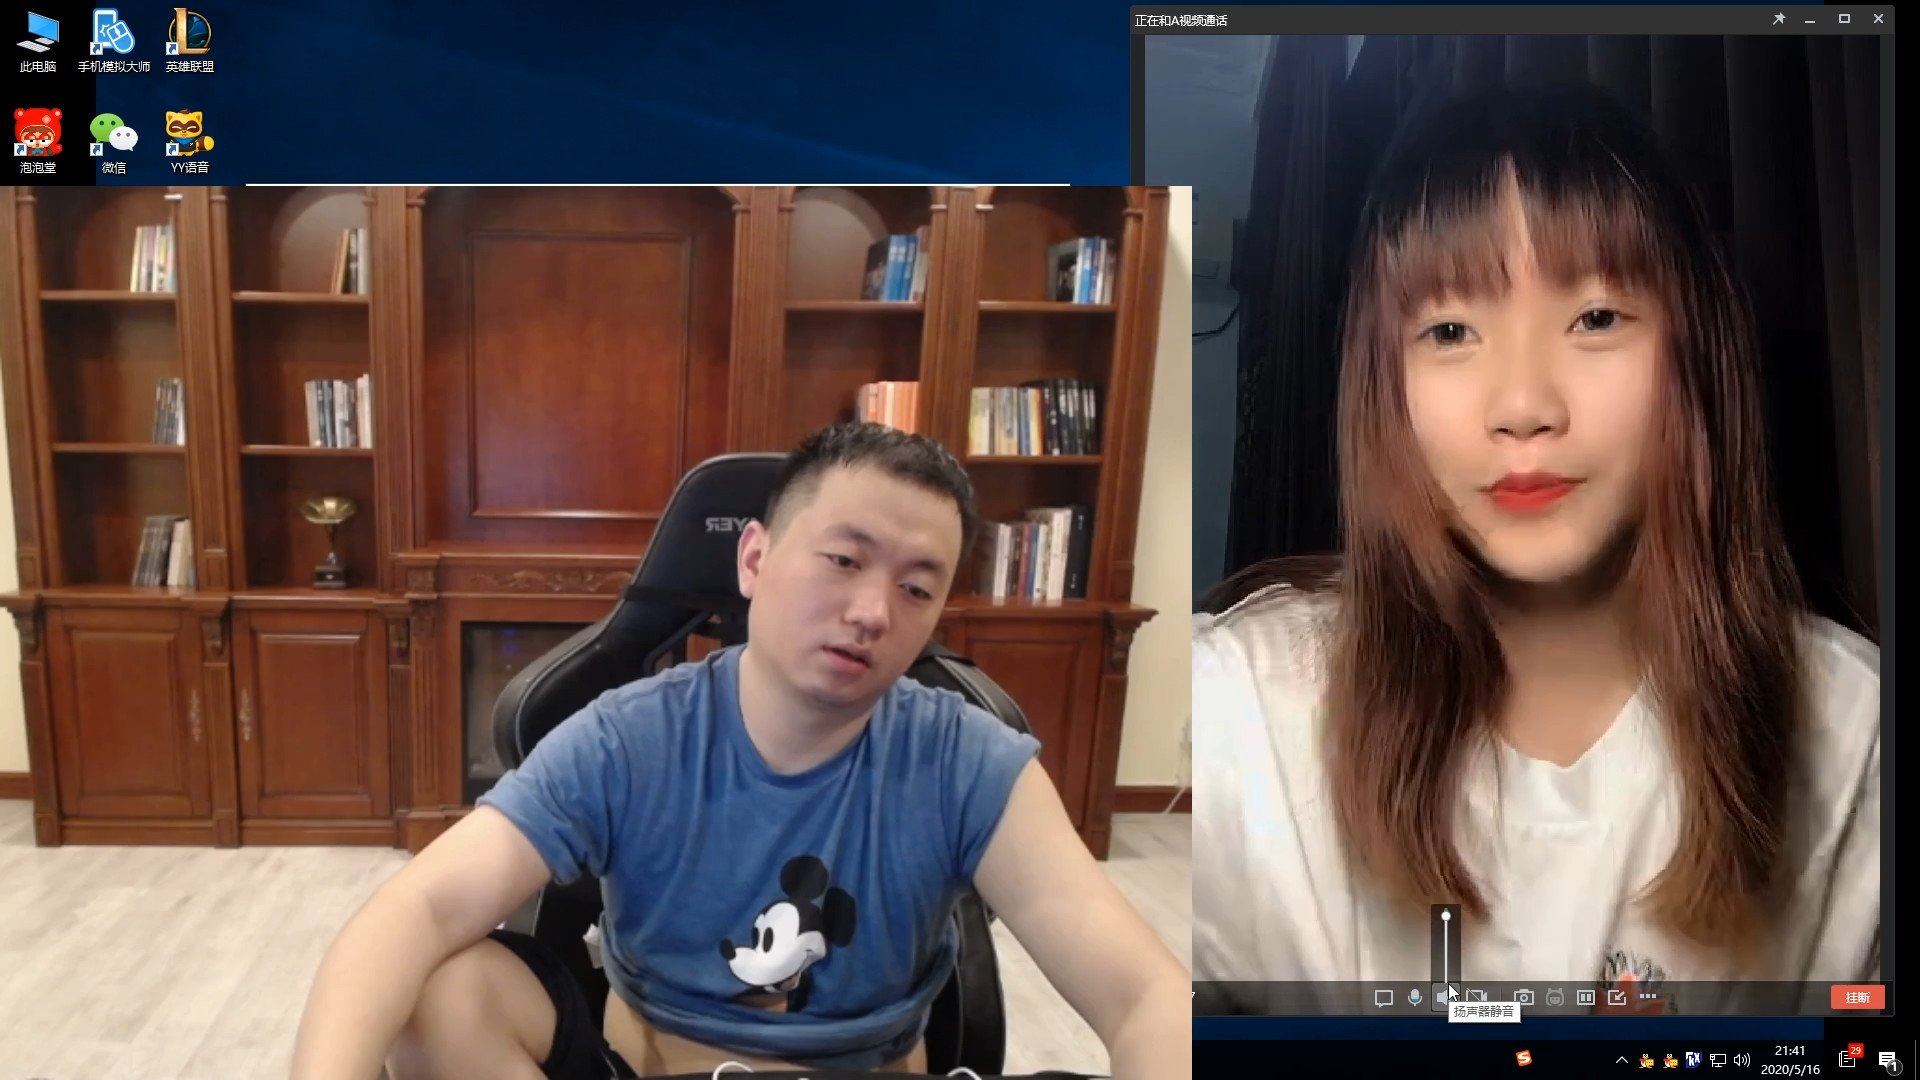 此电脑
手机模拟大师
英雄联盟
泡泡堂
微信
YY语音
正在和A视频通话
扬声器静音
挂断
21:41
2020/5/16
29
1